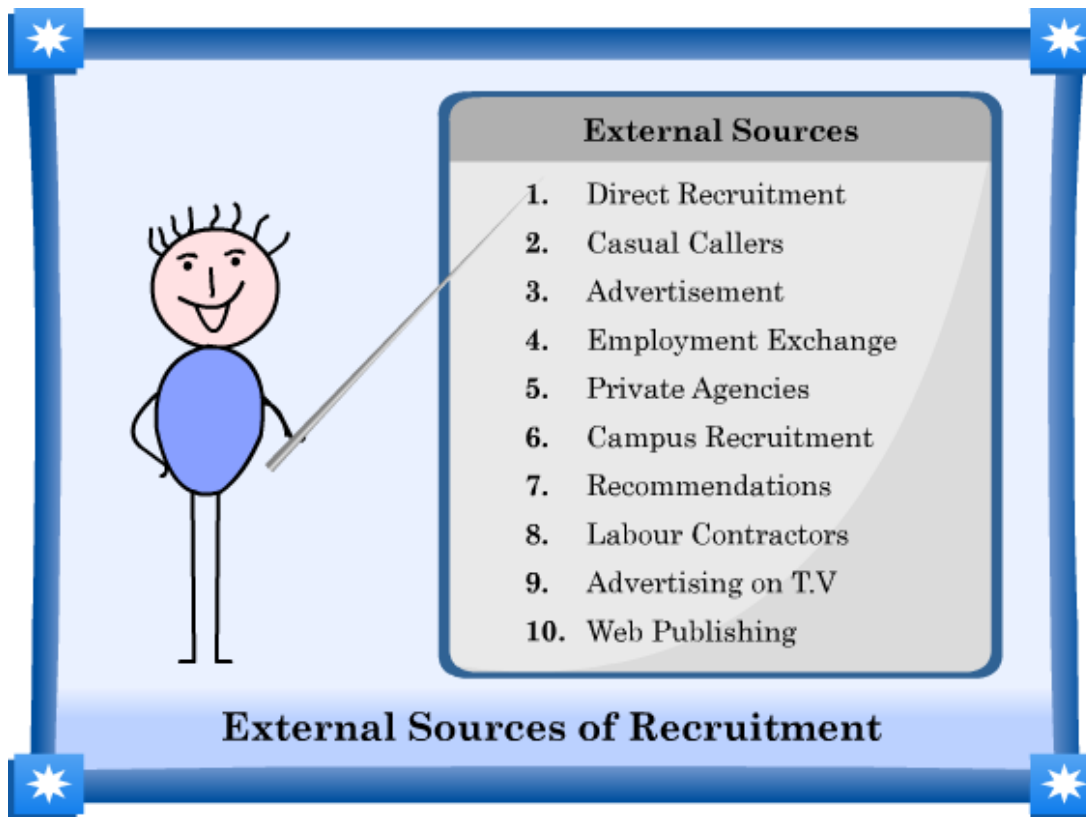 External Sources
1. Direct Recruitment
2. Casual Callers
3. Advertisement
4. Employment Exchange
5. Private Agencies
6. Campus Recruitment
7. Recommendations
8. Labour Contractors
9. Advertising on T.V
10. Web Publishing
External Sources of Recruitment